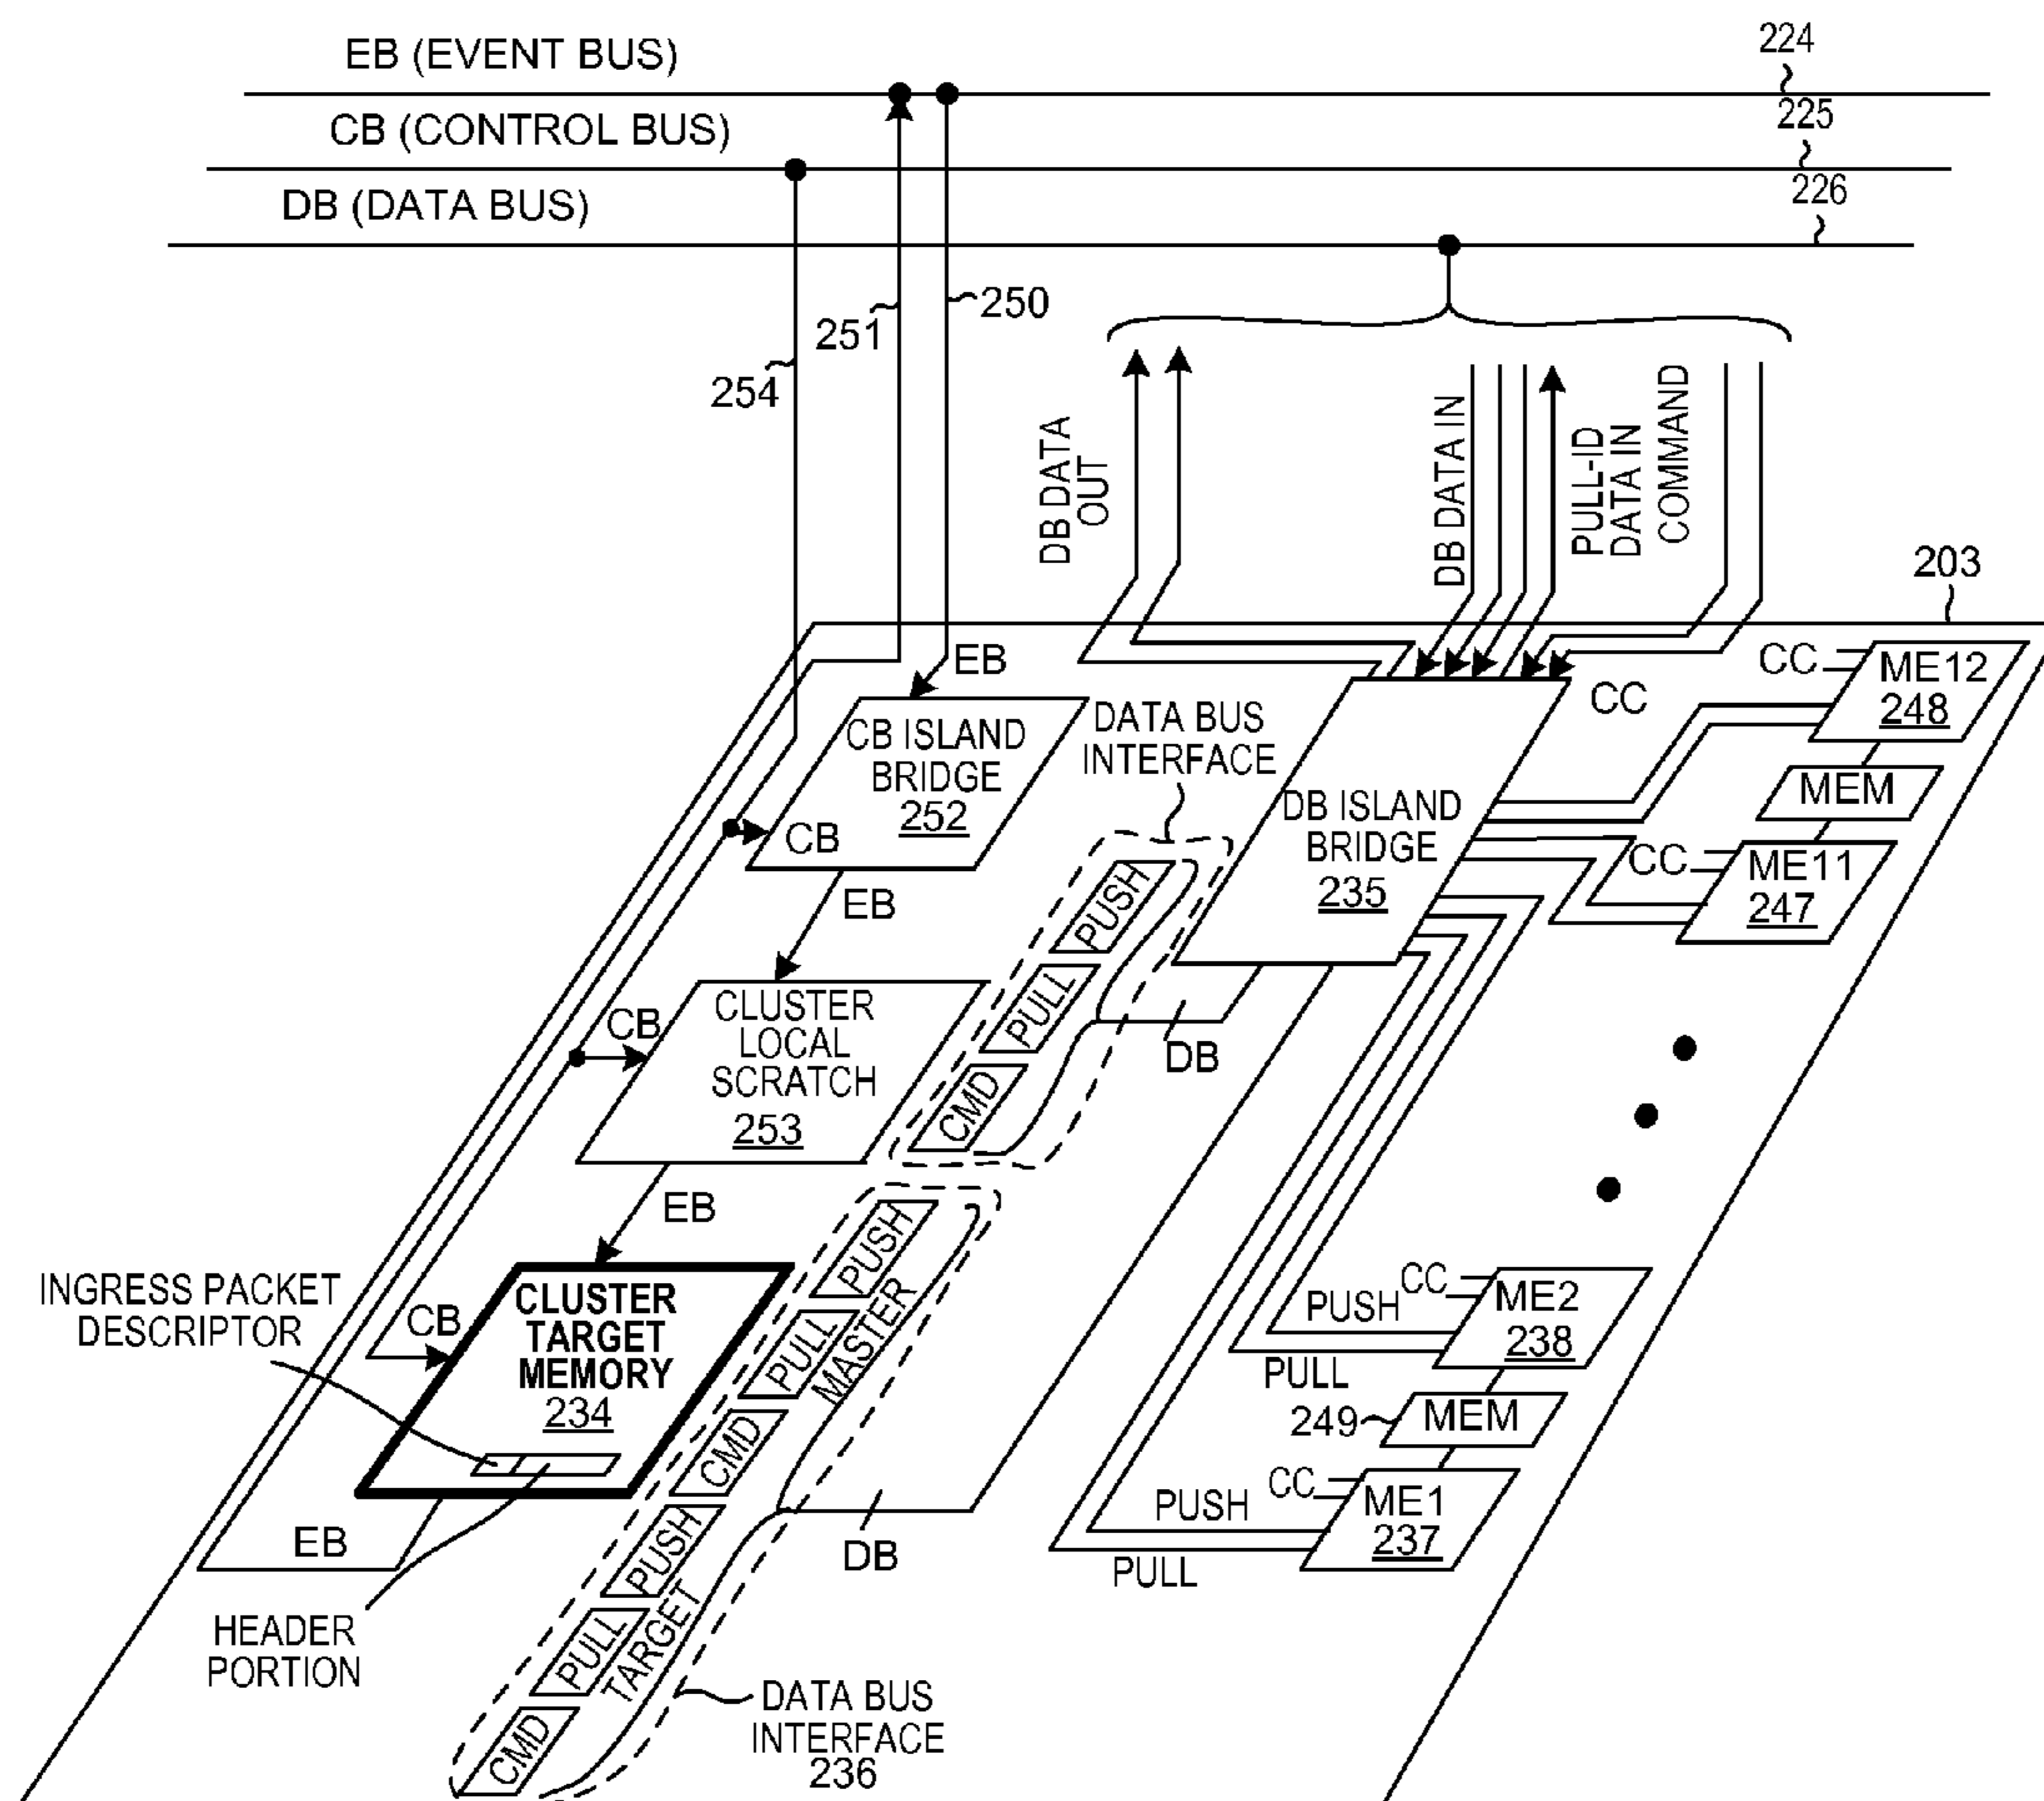 EB (EVENT BUS)
224
CB (CONTROL BUS)
225
DB (DATA BUS)
226
251
250
254
DB DATA
OUT
DB DATA IN
PULL-ID
DATA IN
COMMAND
203
EB
CB ISLAND
BRIDGE
252
CB
DATA BUS
INTERFACE
DB ISLAND
BRIDGE
235
CC
CC
ME12
248
MEM
CC
ME11
247
EB
PUSH
PULL
CMD
DB
CB
CLUSTER
LOCAL
SCRATCH
253
EB
INGRESS PACKET
DESCRIPTOR
CB
CLUSTER
TARGET
MEMORY
234
PUSH
PULL
CMD
MASTER
PUSH
PULL
CMD
TARGET
DB
EB
HEADER
PORTION
DATA BUS
INTERFACE
236
PUSH
CC
ME2
238
PULL
249
MEM
PUSH
CC
ME1
237
PULL